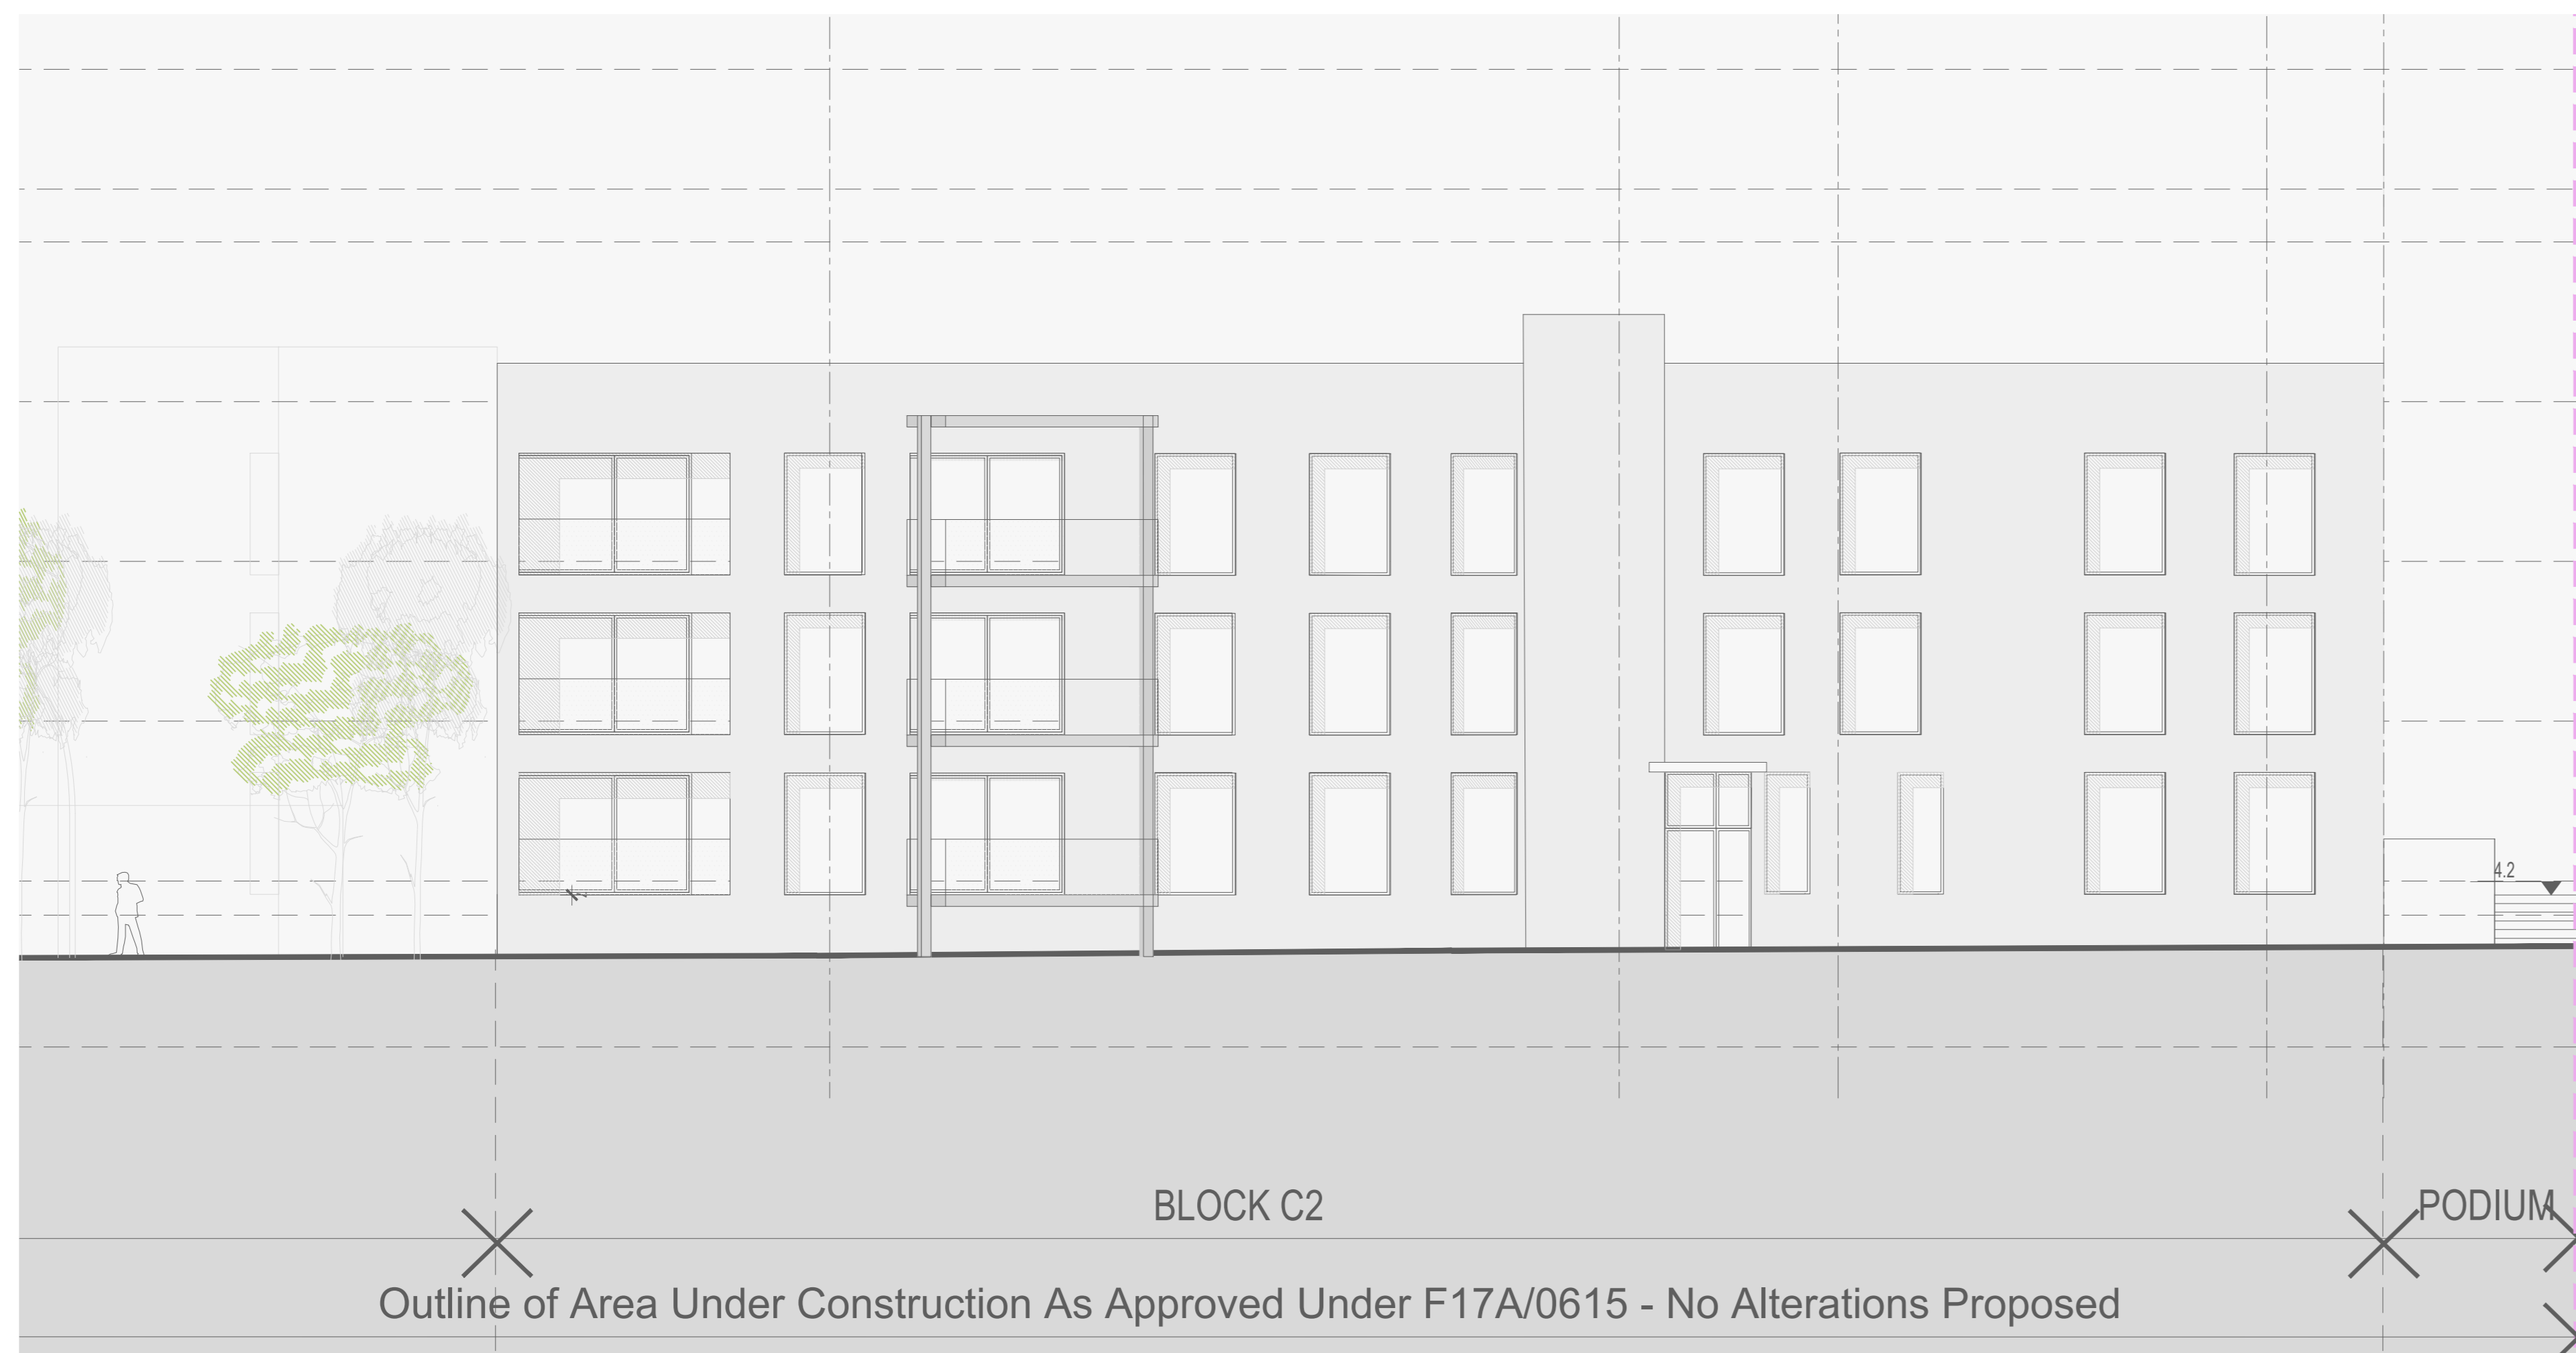 4.2
BLOCK C2
PODIUM
Outline of Area Under Construction As Approved Under F17A/0615 - No Alterations Proposed